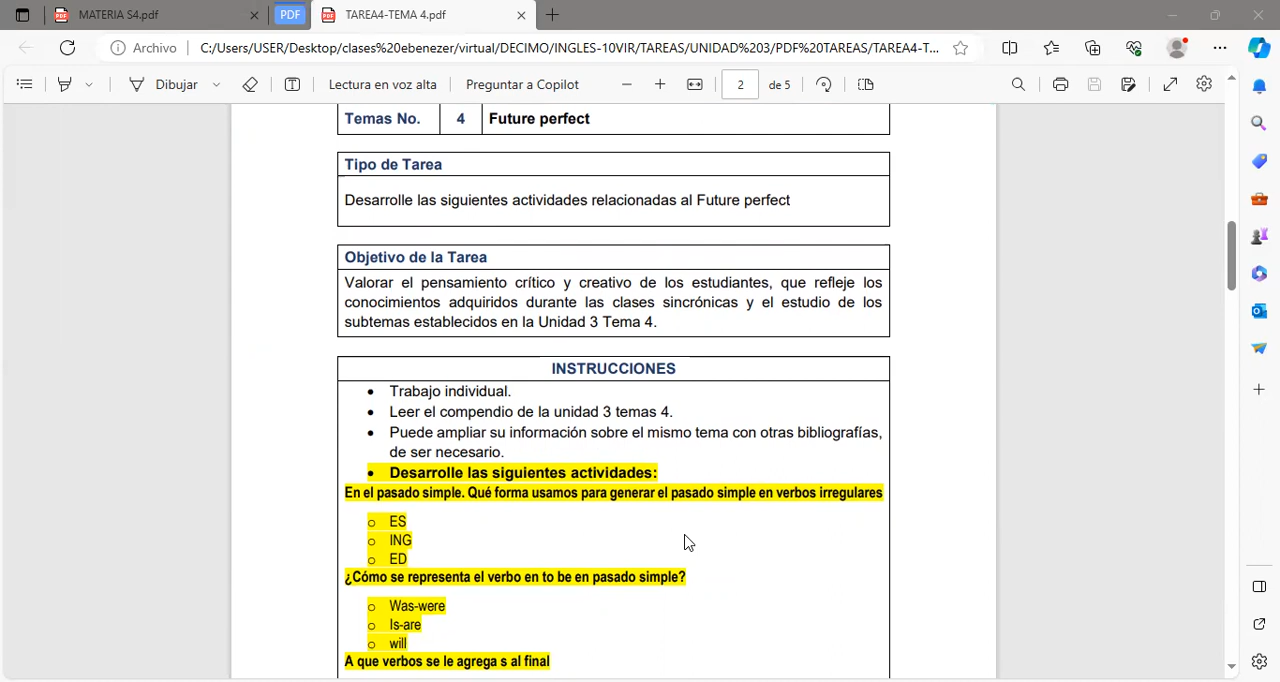 MATERIA S4.pdf
PDF
TAREA4-TEMA 4.pdf
Archivo
C:/Users/USER/Desktop/clases%20ebenezer/virtual/DECIMO/INGLES-10VIR/TAREAS/UNIDAD%203/PDF%20TAREAS/TAREA4-T...
Dibujar
Lectura en voz alta
Preguntar a Copilot
2
de 5
Temas No. 4 Future perfect
Tipo de Tarea
Desarrolle las siguientes actividades relacionadas al Future perfect
Objetivo de la Tarea
Valorar el pensamiento crítico y creativo de los estudiantes, que refleje los
conocimientos adquiridos durante las clases sincrónicas y el estudio de los
subtemas establecidos en la Unidad 3 Tema 4.
INSTRUCCIONES
• Trabajo individual.
• Leer el compendio de la unidad 3 temas 4.
• Puede ampliar su información sobre el mismo tema con otras bibliografías,
de ser necesario.
• Desarrolle las siguientes actividades:
En el pasado simple. Qué forma usamos para generar el pasado simple en verbos irregulares
o ES
o ING
o ED
¿Cómo se representa el verbo en to be en pasado simple?
o Was-were
o Is-are
o will
A que verbos se le agrega s al final